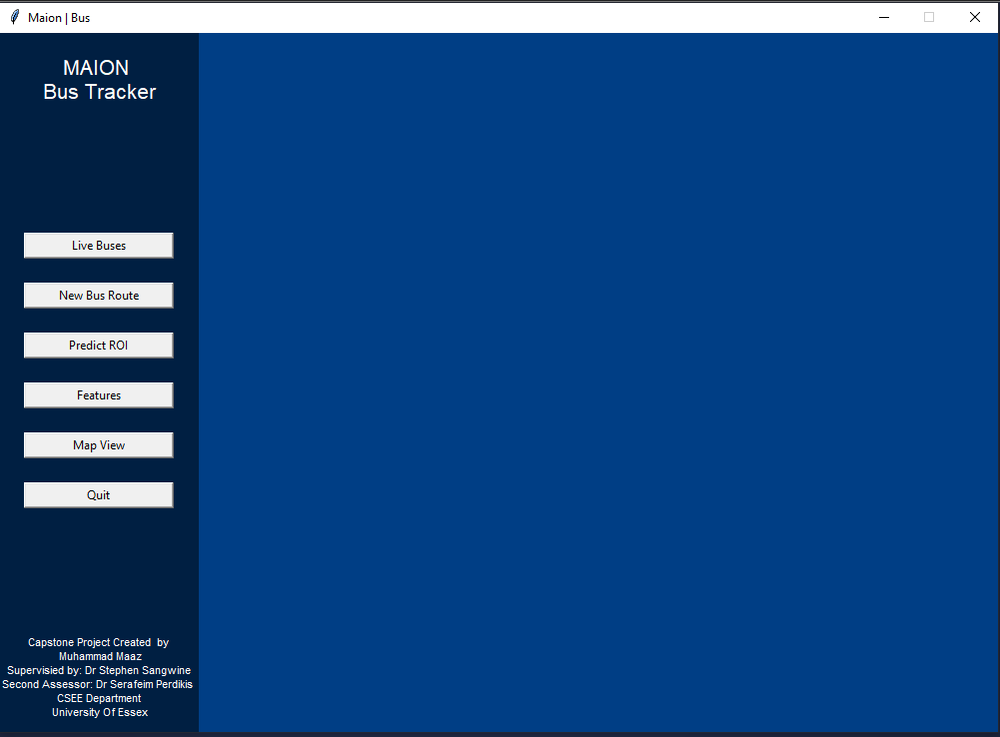 Maion | Bus
MAION
Bus Tracker
Live Buses
New Bus Route
Predict ROI
Features
Map View
Quit
Capstone Project Created  by
Muhammad Maaz
Supervisied by: Dr Stephen Sangwine
Second Assessor: Dr Serafeim Perdikis
CSEE Department
University Of Essex